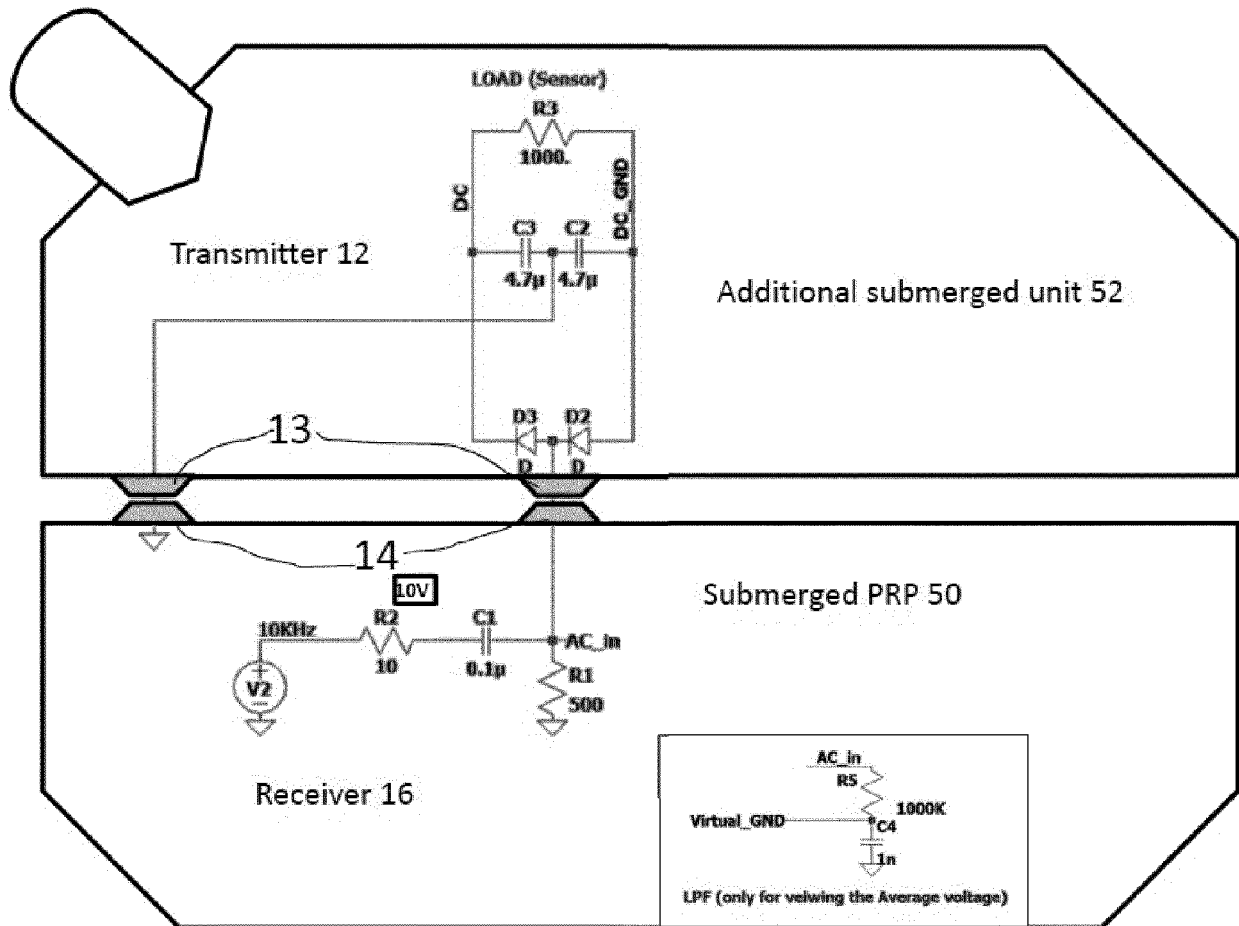 LOAD (Sensor)
R3
1000.
DC
DC_GND
C3
C2
4.7µ
4.7µ
Transmitter 12
Additional submerged unit 52
D3
D2
D
D
13
14
10V
Submerged PRP 50
10KHz
R2
C1
AC_in
10
0.1µ
R1
V2
500
Receiver 16
AC_in
R5
1000K
Virtual_GND
C4
1n
LPF (only for veiwing the Average voltage)